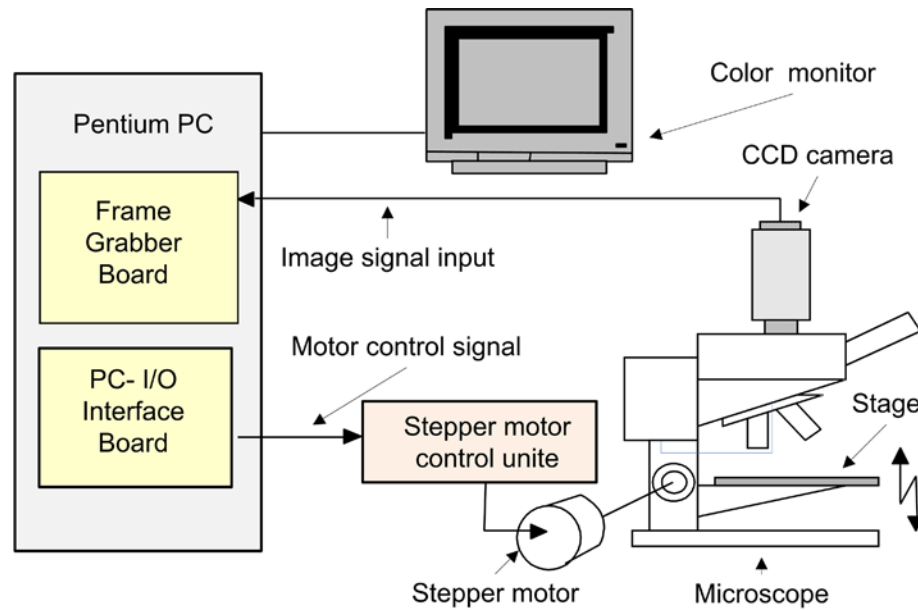 Pentium PC
Color monitor
CCD camera
Frame
Grabber
Board
Image signal input
Motor control signal
PC- I/O
Interface
Board
Stepper motor
control unite
Stage
Stepper motor
Microscope